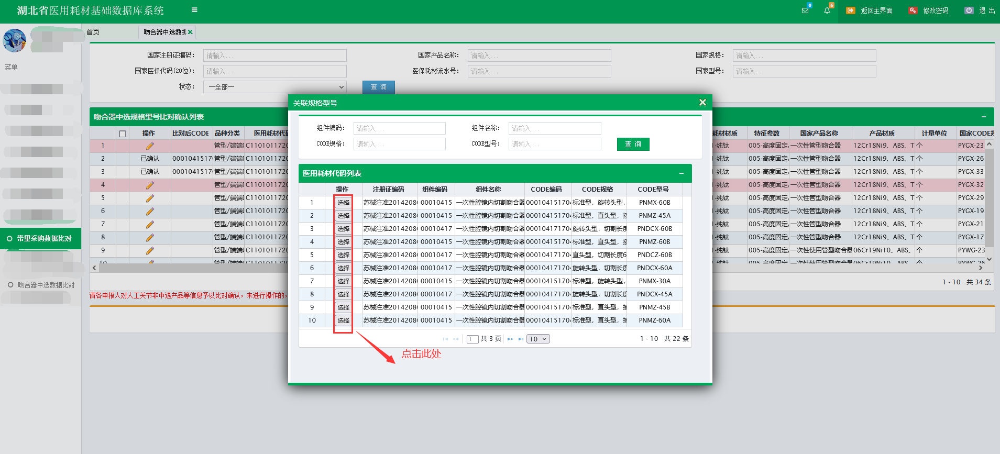 湖北省医用耗材基础数据库系统
0
6
返回主界面
修改密码
退 出
首页
吻合器中选数据
菜单
国家注册证编码:
请输入...
国家产品名称:
请输入...
国家规格:
请输入...
国家医保代码(20位):
请输入...
医保耗材流水号:
请输入...
国家型号:
请输入...
状态:
—全部—
查 询
吻合器中选规格型号比对确认列表
操作 比对后CODE 品种分类 医用耗材代
耗材材质 特征参数 国家产品名称 产品材质 计量单位 国家CODE
1 管型/端端 C1101011720
-纯钛 005-高度固定 一次性管型吻合器 12Cr18Ni9、ABS、T 个 PYGX-23
2 已确认 0001041517 管型/端端 C1101011720
-纯钛 005-高度固定 一次性管型吻合器 12Cr18Ni9、ABS、T 个 PYGX-26
3 已确认 0001041517 管型/端端 C1101011720
-纯钛 005-高度固定 一次性管型吻合器 12Cr18Ni9、ABS、T 个 PYGX-33
4 管型/端端 C1101011720
-纯钛 005-高度固定 一次性管型吻合器 12Cr18Ni9、ABS、T 个 PYGX-32
5 管型/端端 C1101011720
-纯钛 005-高度固定 一次性管型吻合器 12Cr18Ni9、ABS、T 个 PYGX-29
6 管型/端端 C1101011720
-纯钛 005-高度固定 一次性管型吻合器 12Cr18Ni9、ABS、T 个 PYGX-19
7 管型/端端 C1101011720
-纯钛 005-高度固定 一次性管型吻合器 12Cr18Ni9、ABS、T 个 PYGX-21
8 管型/端端 C1101011720
-纯钛 005-高度固定 一次性管型吻合器 12Cr18Ni9、ABS、T 个 PYGX-17
9 管型/端端 C1101011720
-纯钛 005-高度固定 一次性使用管型吻合器 06Cr19Ni10、ABS、 个 PYWG-23
10 管型/端端 C1101011720
-纯钛 005-高度固定 一次性使用管型吻合器 06Cr19Ni10、ABS、 个 PYWG-26
1 - 10 共 34 条
请各申报人对人工关节非中选产品等信息予以比对确认，未进行操作的，
带量采购数据比对
吻合器中选数据比对
关联规格型号
组件编码:
请输入...
组件名称:
请输入...
CODE规格:
请输入...
CODE型号:
请输入...
查 询
医用耗材代码列表
操作 注册证编码 组件编码 组件名称 CODE编码 CODE规格 CODE型号
1 选择 苏械注准2014208 00010415 一次性腔镜内切割吻合器 000104151704 标准型，旋转头型， PNMX-60B
2 选择 苏械注准2014208 00010415 一次性腔镜内切割吻合器 000104151704 标准型，直头型，接 PNMZ-45A
3 选择 苏械注准2014208 00010417 一次性腔镜内切割吻合器 000104171704 旋转头型，切割长度 PNDCX-60B
4 选择 苏械注准2014208 00010415 一次性腔镜内切割吻合器 000104151704 标准型，直头型，接 PNMZ-60B
5 选择 苏械注准2014208 00010417 一次性腔镜内切割吻合器 000104171704 直头型，切割长度6 PNDCZ-60B
6 选择 苏械注准2014208 00010417 一次性腔镜内切割吻合器 000104171704 旋转头型，切割长度 PNDCX-60A
7 选择 苏械注准2014208 00010415 一次性腔镜内切割吻合器 000104151704 标准型，旋转头型， PNMX-30A
8 选择 苏械注准2014208 00010417 一次性腔镜内切割吻合器 000104171704 旋转头型，切割长度 PNDCX-45A
9 选择 苏械注准2014208 00010415 一次性腔镜内切割吻合器 000104151704 标准型，直头型，接 PNMZ-45B
10 选择 苏械注准2014208 00010415 一次性腔镜内切割吻合器 000104151704 标准型，直头型，接 PNMZ-60A
1 共 3 页 10 1 - 10 共 22 条
点击此处